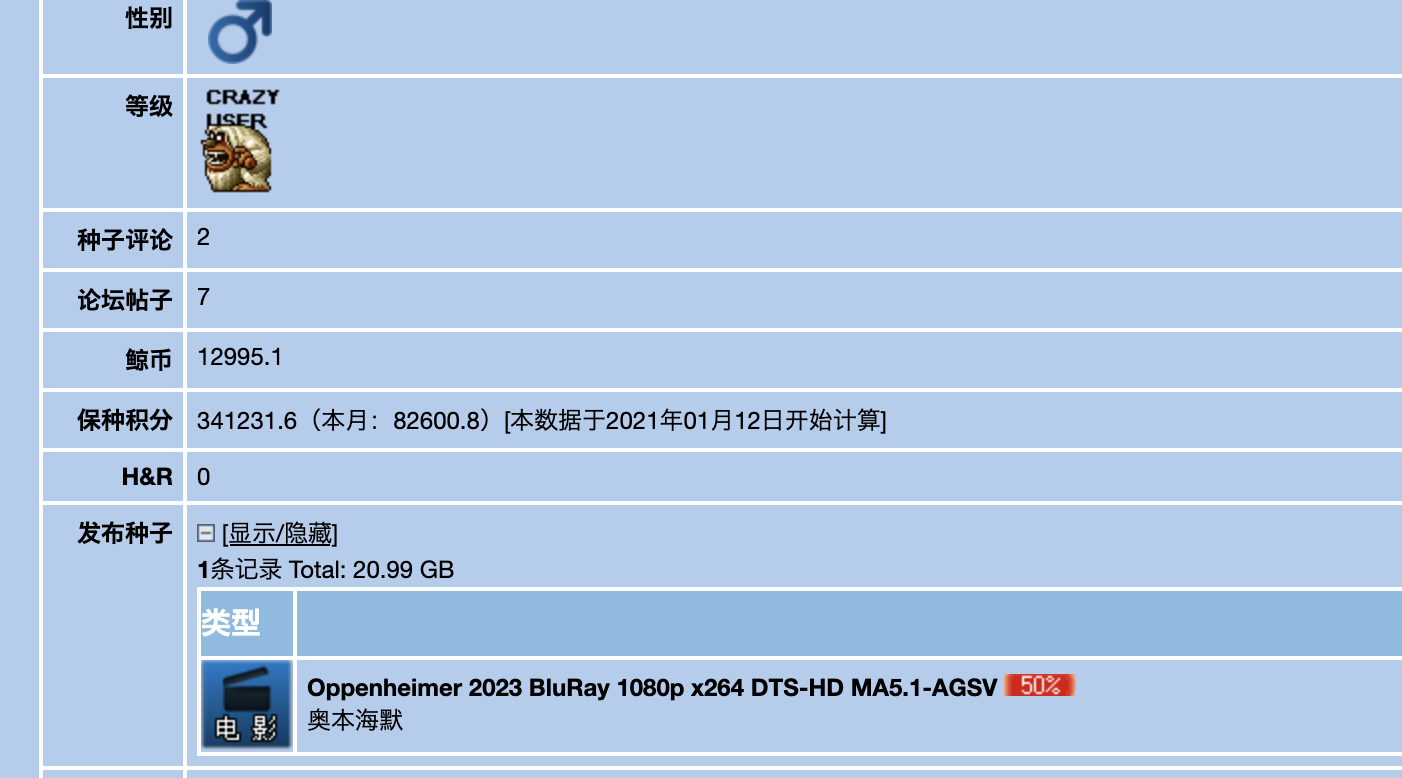 性别
等级
CRAZY
USER
种子评论 2
论坛帖子 7
鲸币 12995.1
保种积分 341231.6（本月：82600.8）[本数据于2021年01月12日开始计算]
H&R 0
发布种子 [显示/隐藏]
1条记录 Total: 20.99 GB
类型
电影
Oppenheimer 2023 BluRay 1080p x264 DTS-HD MA5.1-AGSV 50%
奥本海默